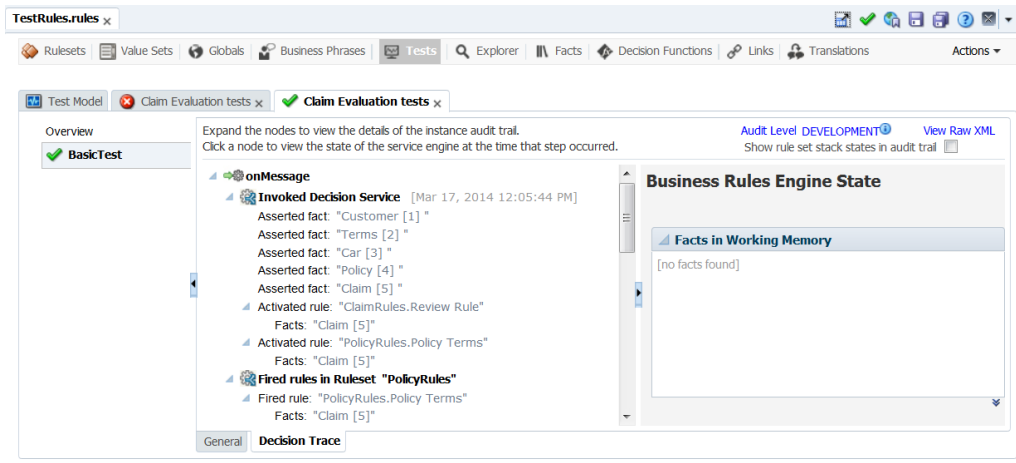 TestRules.rules
Rulesets Value Sets Globals Business Phrases Tests Explorer Facts Decision Functions Links Translations Actions
Test Model Claim Evaluation tests Claim Evaluation tests
Overview
BasicTest
Expand the nodes to view the details of the instance audit trail.
Click a node to view the state of the service engine at the time that step occurred.
Audit Level DEVELOPMENT View Raw XML
Show rule set stack states in audit trail
onMessage
Invoked Decision Service [Mar 17, 2014 12:05:44 PM]
Asserted fact: "Customer [1] "
Asserted fact: "Terms [2] "
Asserted fact: "Car [3] "
Asserted fact: "Policy [4] "
Asserted fact: "Claim [5] "
Activated rule: "ClaimRules.Review Rule"
Facts: "Claim [5]"
Activated rule: "PolicyRules.Policy Terms"
Facts: "Claim [5]"
Fired rules in Ruleset "PolicyRules"
Fired rule: "PolicyRules.Policy Terms"
Facts: "Claim [5]"
Business Rules Engine State
Facts in Working Memory
[no facts found]
General Decision Trace